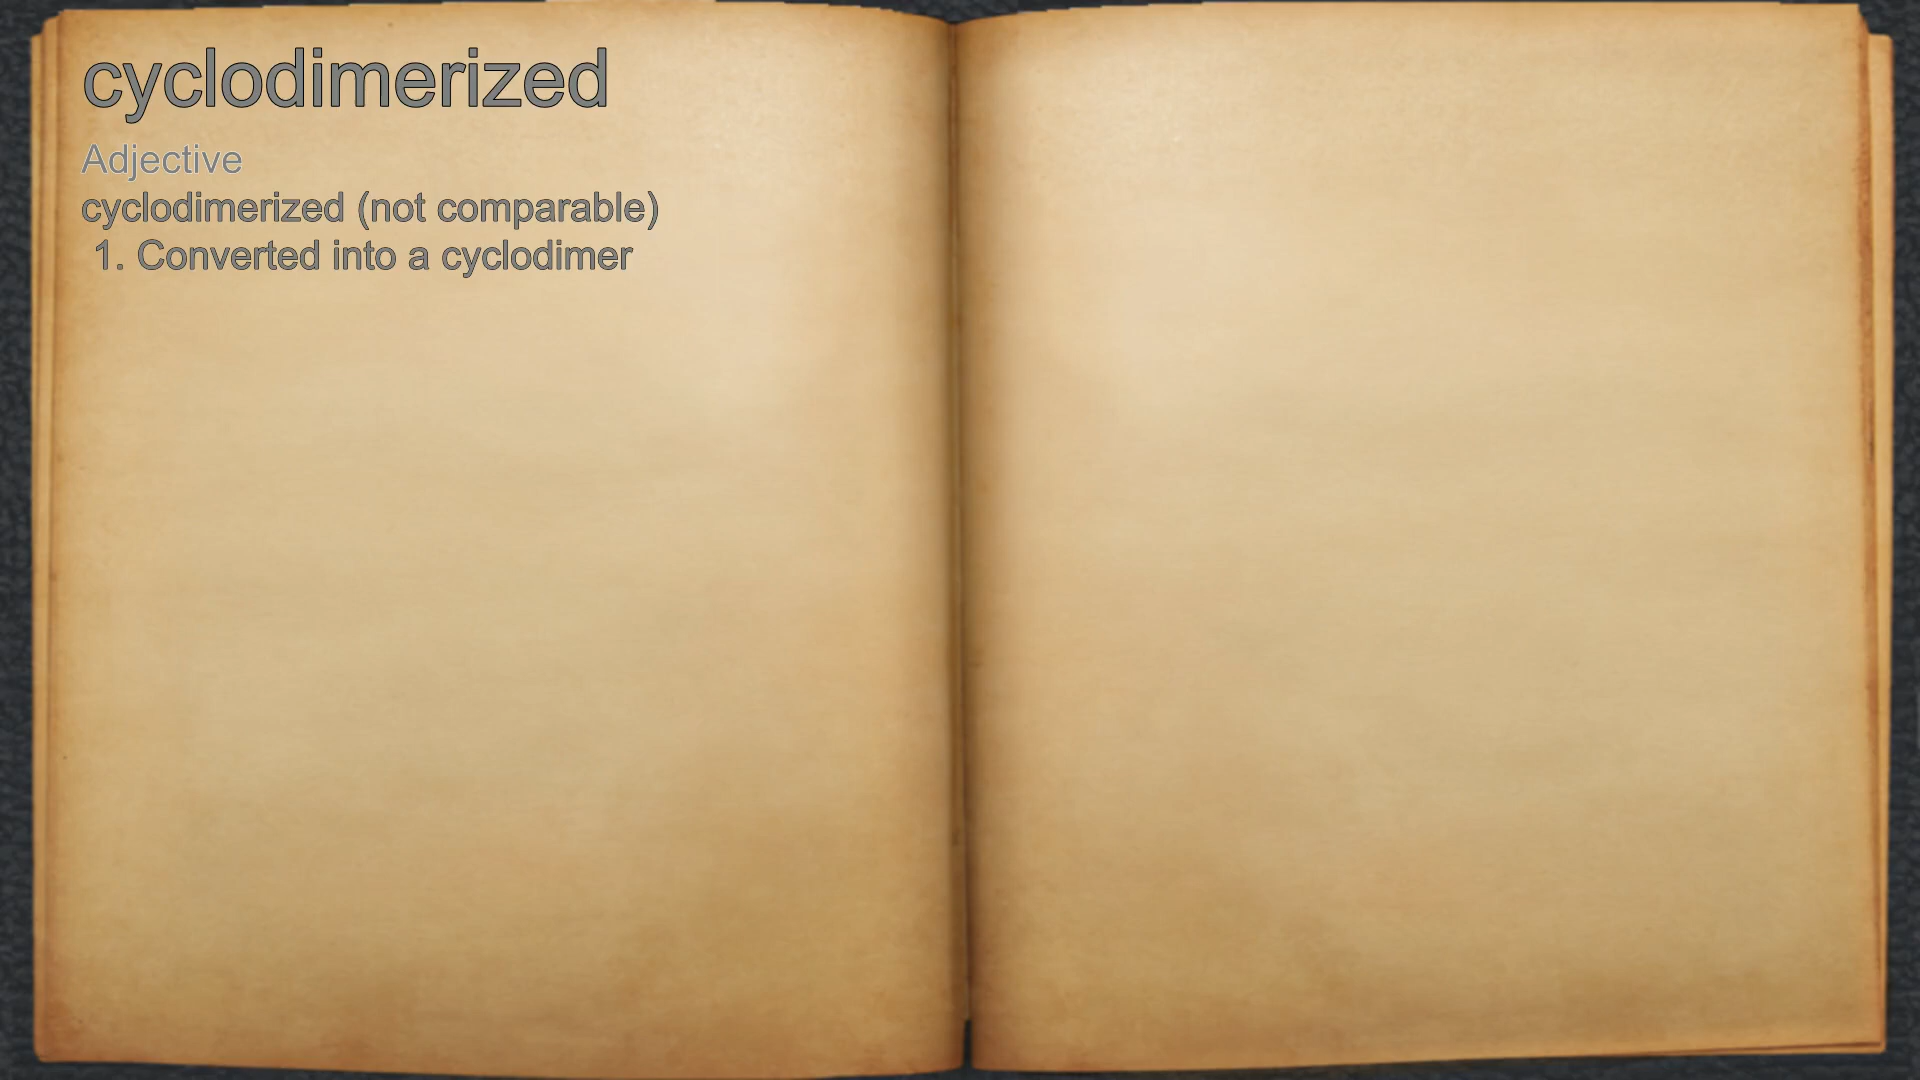 cyclodimerized
Adjective
cyclodimerized (not comparable)
1. Converted into a cyclodimer